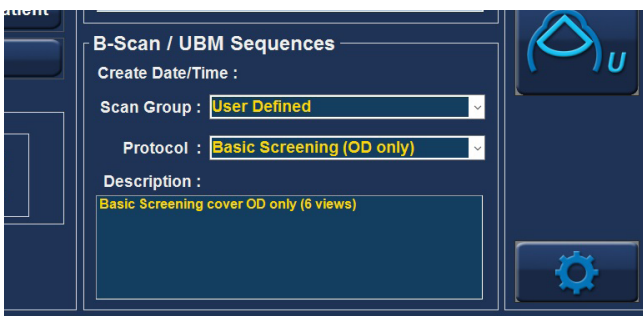 B-Scan / UBM Sequences
Create Date/Time :
Scan Group : User Defined
Protocol : Basic Screening (OD only)
Description :
Basic Screening cover OD only (6 views)
U